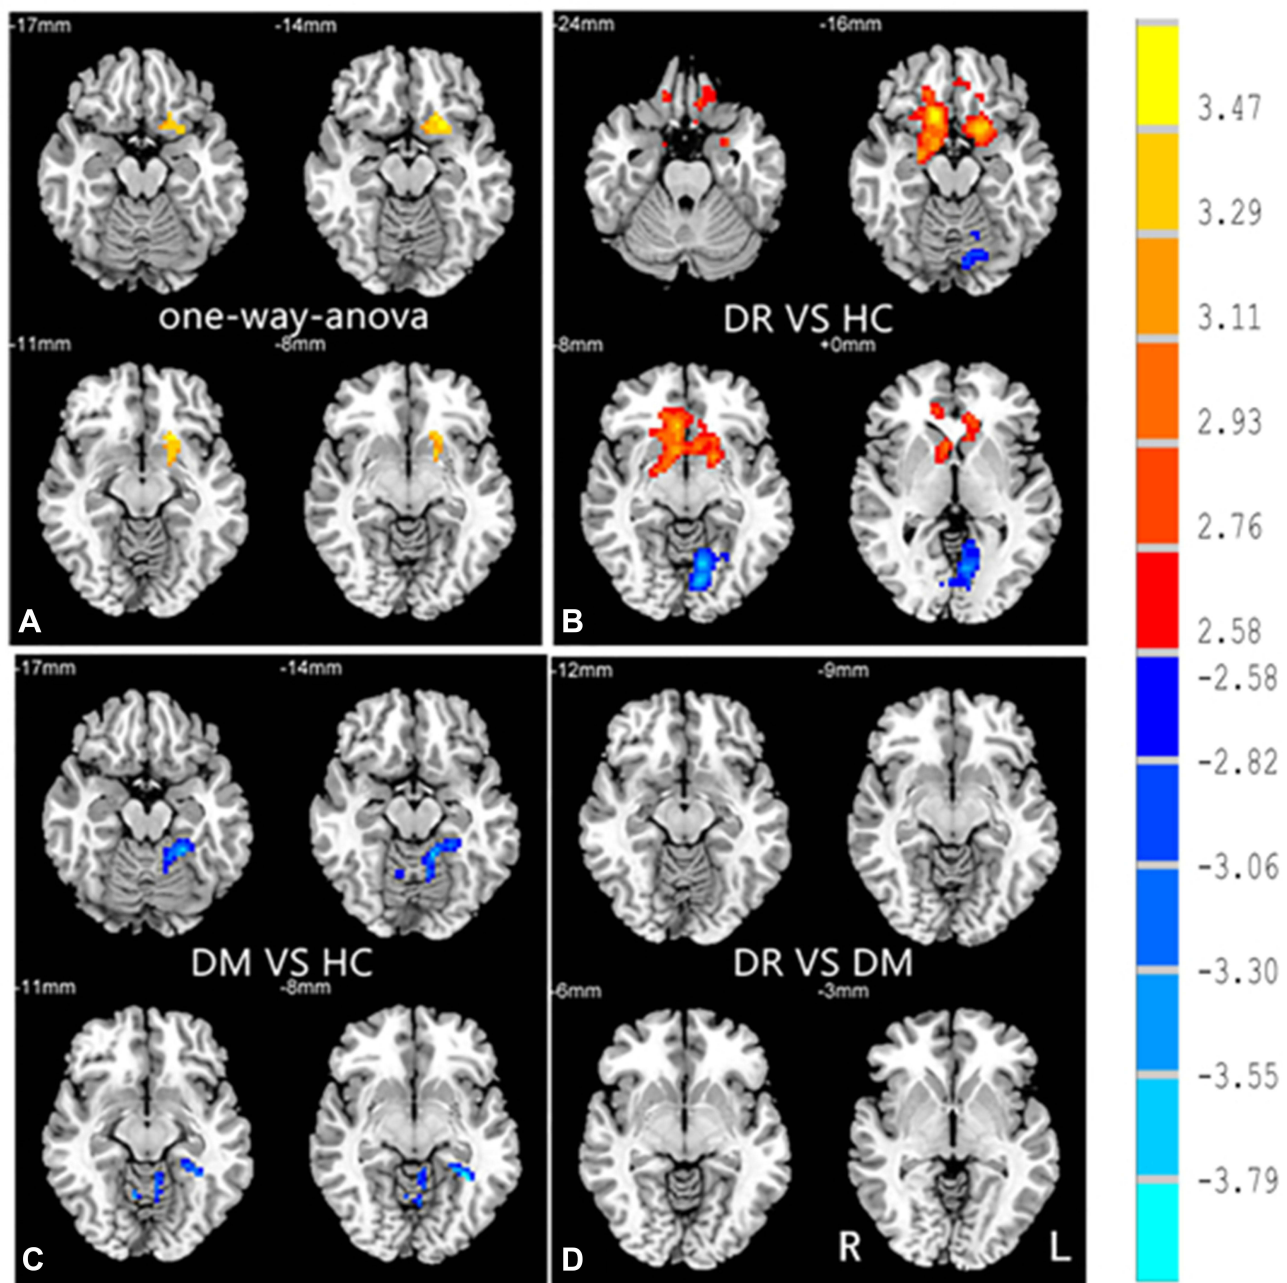 -17mm -14mm
one-way-anova
-11mm -8mm
A
-24mm -16mm
DR VS HC
-8mm +0mm
B
-17mm -14mm
DM VS HC
-11mm -8mm
C
-12mm -9mm
DR VS DM
-6mm -3mm
D R L
3.47
3.29
3.11
2.93
2.76
2.58
-2.58
-2.82
-3.06
-3.30
-3.55
-3.79